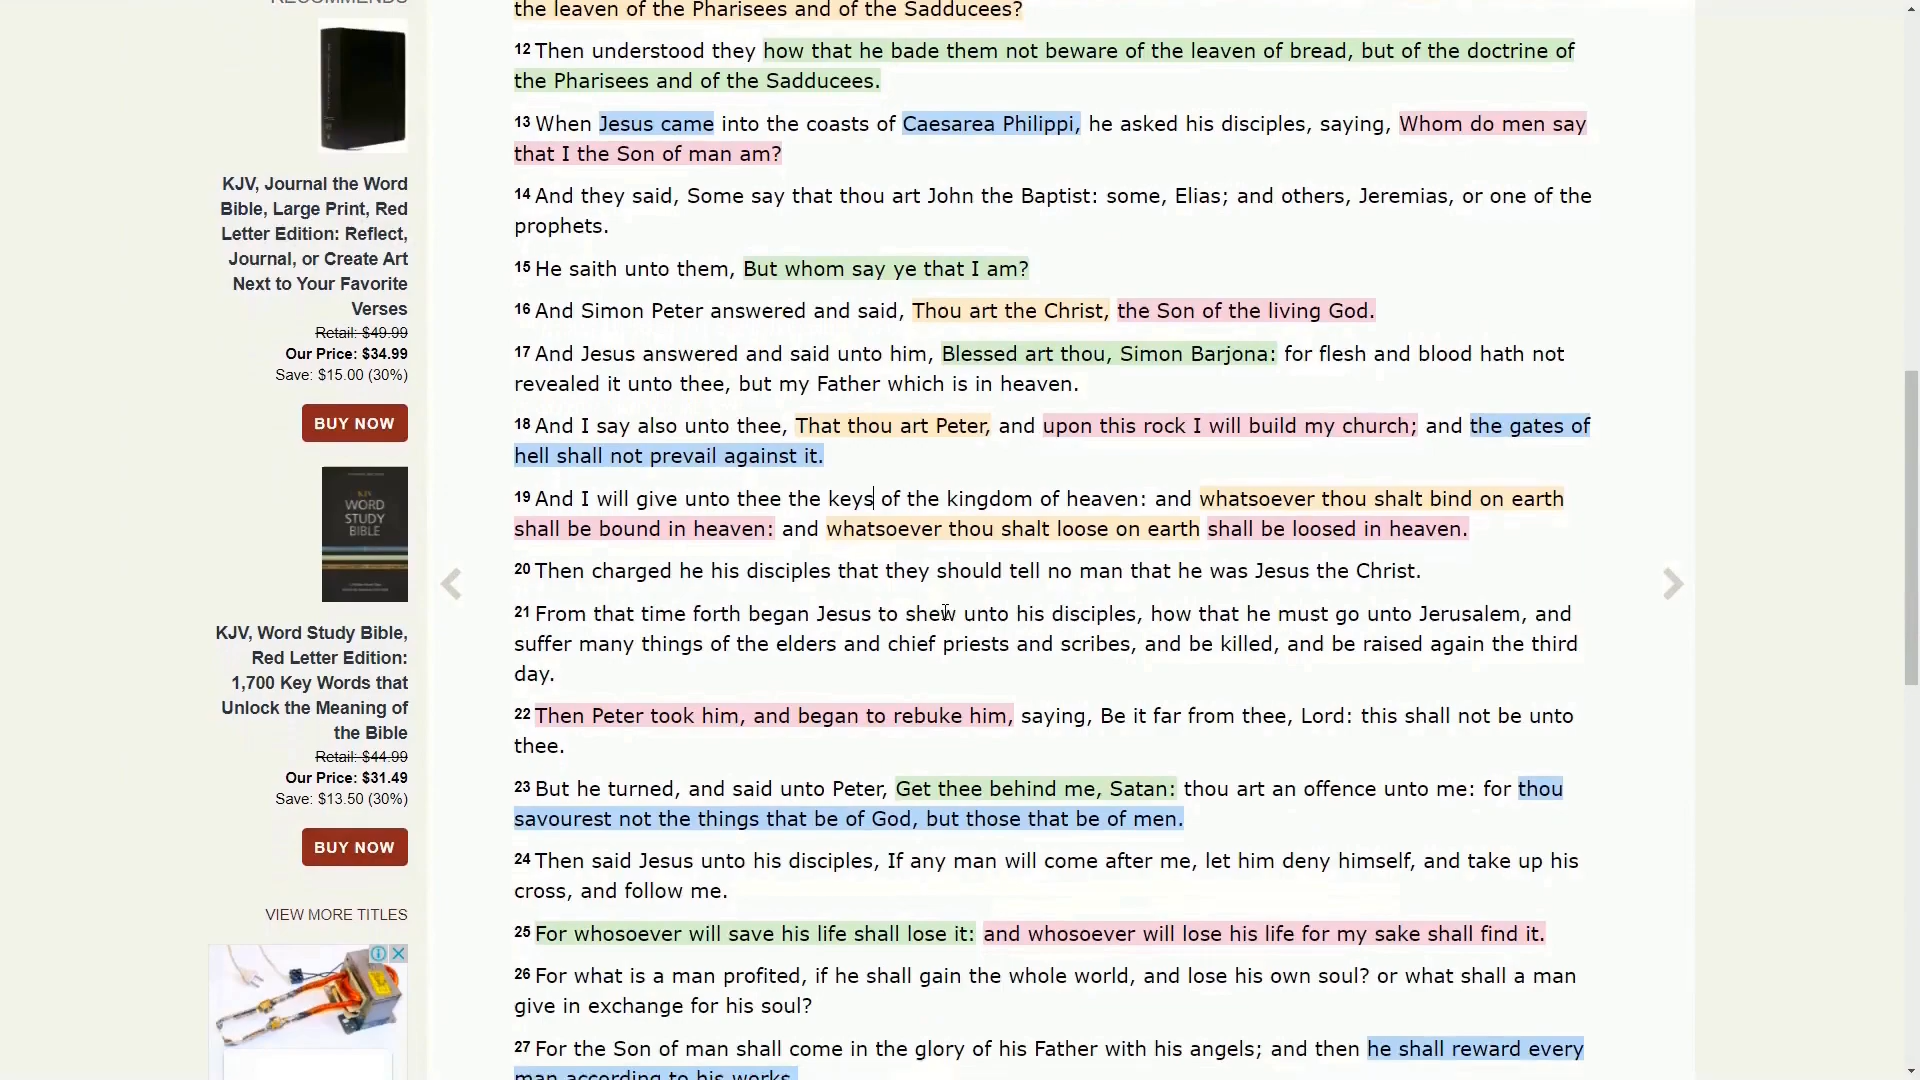 RECOMMENDS
KJV, Journal the Word
Bible, Large Print, Red
Letter Edition: Reflect,
Journal, or Create Art
Next to Your Favorite
Verses
Retail: $49.99
Our Price: $34.99
Save: $15.00 (30%)
BUY NOW
WORD
STUDY
BIBLE
KJV, Word Study Bible,
Red Letter Edition:
1,700 Key Words that
Unlock the Meaning of
the Bible
Retail: $44.99
Our Price: $31.49
Save: $13.50 (30%)
BUY NOW
VIEW MORE TITLES
the leaven of the Pharisees and of the Sadducees?
12 Then understood they how that he bade them not beware of the leaven of bread, but of the doctrine of
the Pharisees and of the Sadducees.
13 When Jesus came into the coasts of Caesarea Philippi, he asked his disciples, saying, Whom do men say
that I the Son of man am?
14 And they said, Some say that thou art John the Baptist: some, Elias; and others, Jeremias, or one of the
prophets.
15 He saith unto them, But whom say ye that I am?
16 And Simon Peter answered and said, Thou art the Christ, the Son of the living God.
17 And Jesus answered and said unto him, Blessed art thou, Simon Barjona: for flesh and blood hath not
revealed it unto thee, but my Father which is in heaven.
18 And I say also unto thee, That thou art Peter, and upon this rock I will build my church; and the gates of
hell shall not prevail against it.
19 And I will give unto thee the keys of the kingdom of heaven: and whatsoever thou shalt bind on earth
shall be bound in heaven: and whatsoever thou shalt loose on earth shall be loosed in heaven.
20 Then charged he his disciples that they should tell no man that he was Jesus the Christ.
21 From that time forth began Jesus to shew unto his disciples, how that he must go unto Jerusalem, and
suffer many things of the elders and chief priests and scribes, and be killed, and be raised again the third
day.
22 Then Peter took him, and began to rebuke him, saying, Be it far from thee, Lord: this shall not be unto
thee.
23 But he turned, and said unto Peter, Get thee behind me, Satan: thou art an offence unto me: for thou
savourest not the things that be of God, but those that be of men.
24 Then said Jesus unto his disciples, If any man will come after me, let him deny himself, and take up his
cross, and follow me.
25 For whosoever will save his life shall lose it: and whosoever will lose his life for my sake shall find it.
26 For what is a man profited, if he shall gain the whole world, and lose his own soul? or what shall a man
give in exchange for his soul?
27 For the Son of man shall come in the glory of his Father with his angels; and then he shall reward every
man according to his works.